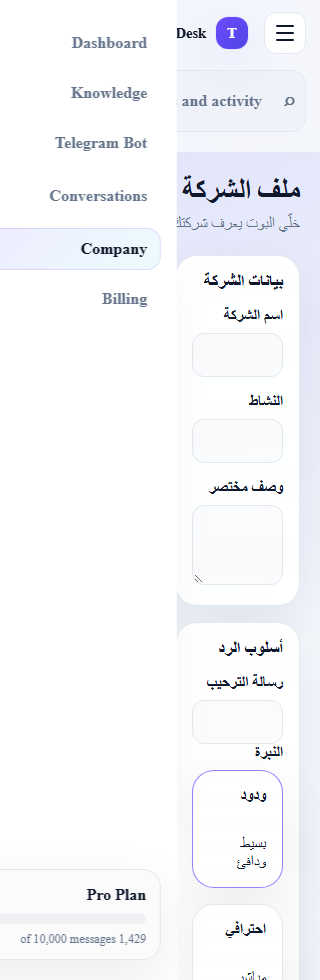 Desk
T
and activity
ملف الشركة
خلّي البوت يعرف شركتك
Dashboard
Knowledge
Telegram Bot
Conversations
Company
Billing
بيانات الشركة
اسم الشركة
النشاط
وصف مختصر
أسلوب الرد
رسالة الترحيب
النبرة
ودود
بسيط
ودافئ
احترافي
مباشر
Pro Plan
of 10,000 messages 1,429